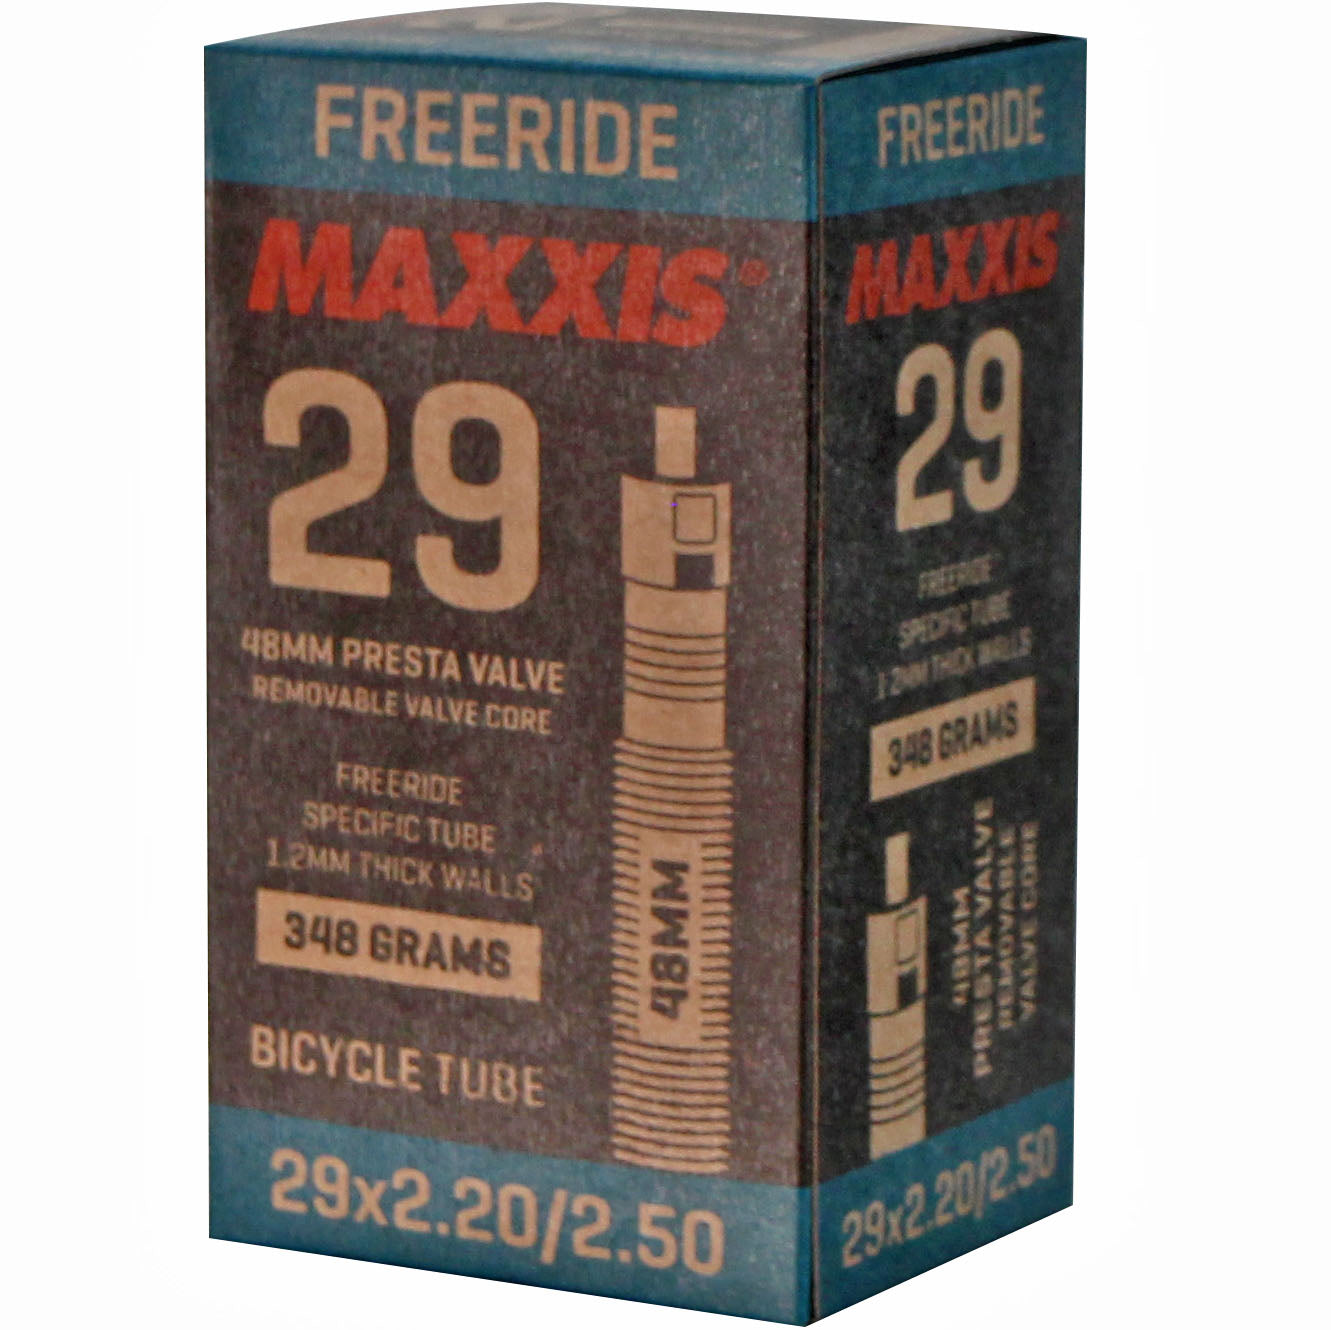 FREERIDE
MAXXIS®
29
48MM PRESTA VALVE
REMOVABLE VALVE CORE
FREERIDE
SPECIFIC TUBE
1.2MM THICK WALLS
348 GRAMS
BICYCLE TUBE
48MM
29x2.20/2.50
FREERIDE
MAXXIS
29
FREERIDE
SPECIFIC TUBE
1.2MM THICK WALLS
348 GRAMS
48MM
PRESTA VALVE
REMOVABLE
VALVE CORE
29x2.20/2.50